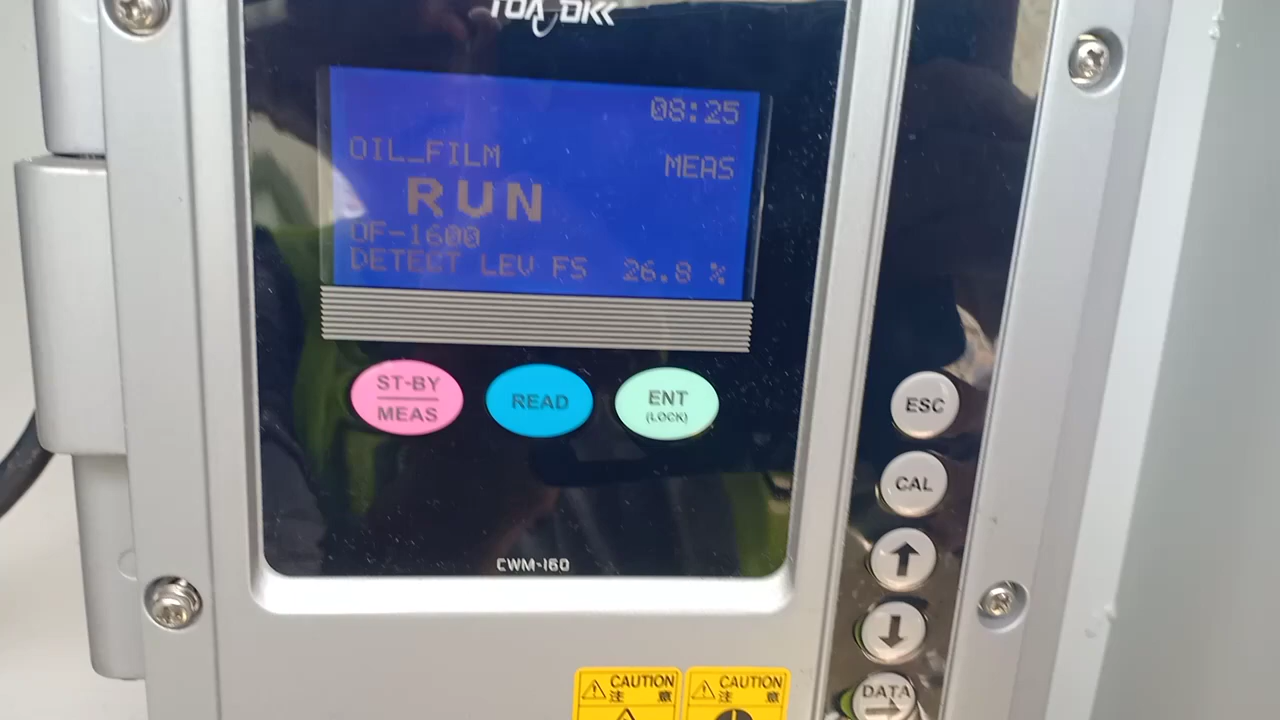 TOA DKK
08:25
OIL_FILM
MEAS
RUN
OF-1600
DETECT LEV FS 26.8 %
ST-BY
MEAS
READ
ENT
(LOCK)
ESC
CAL
CWM-160
DATA
CAUTION
注 意
CAUTION
注 意